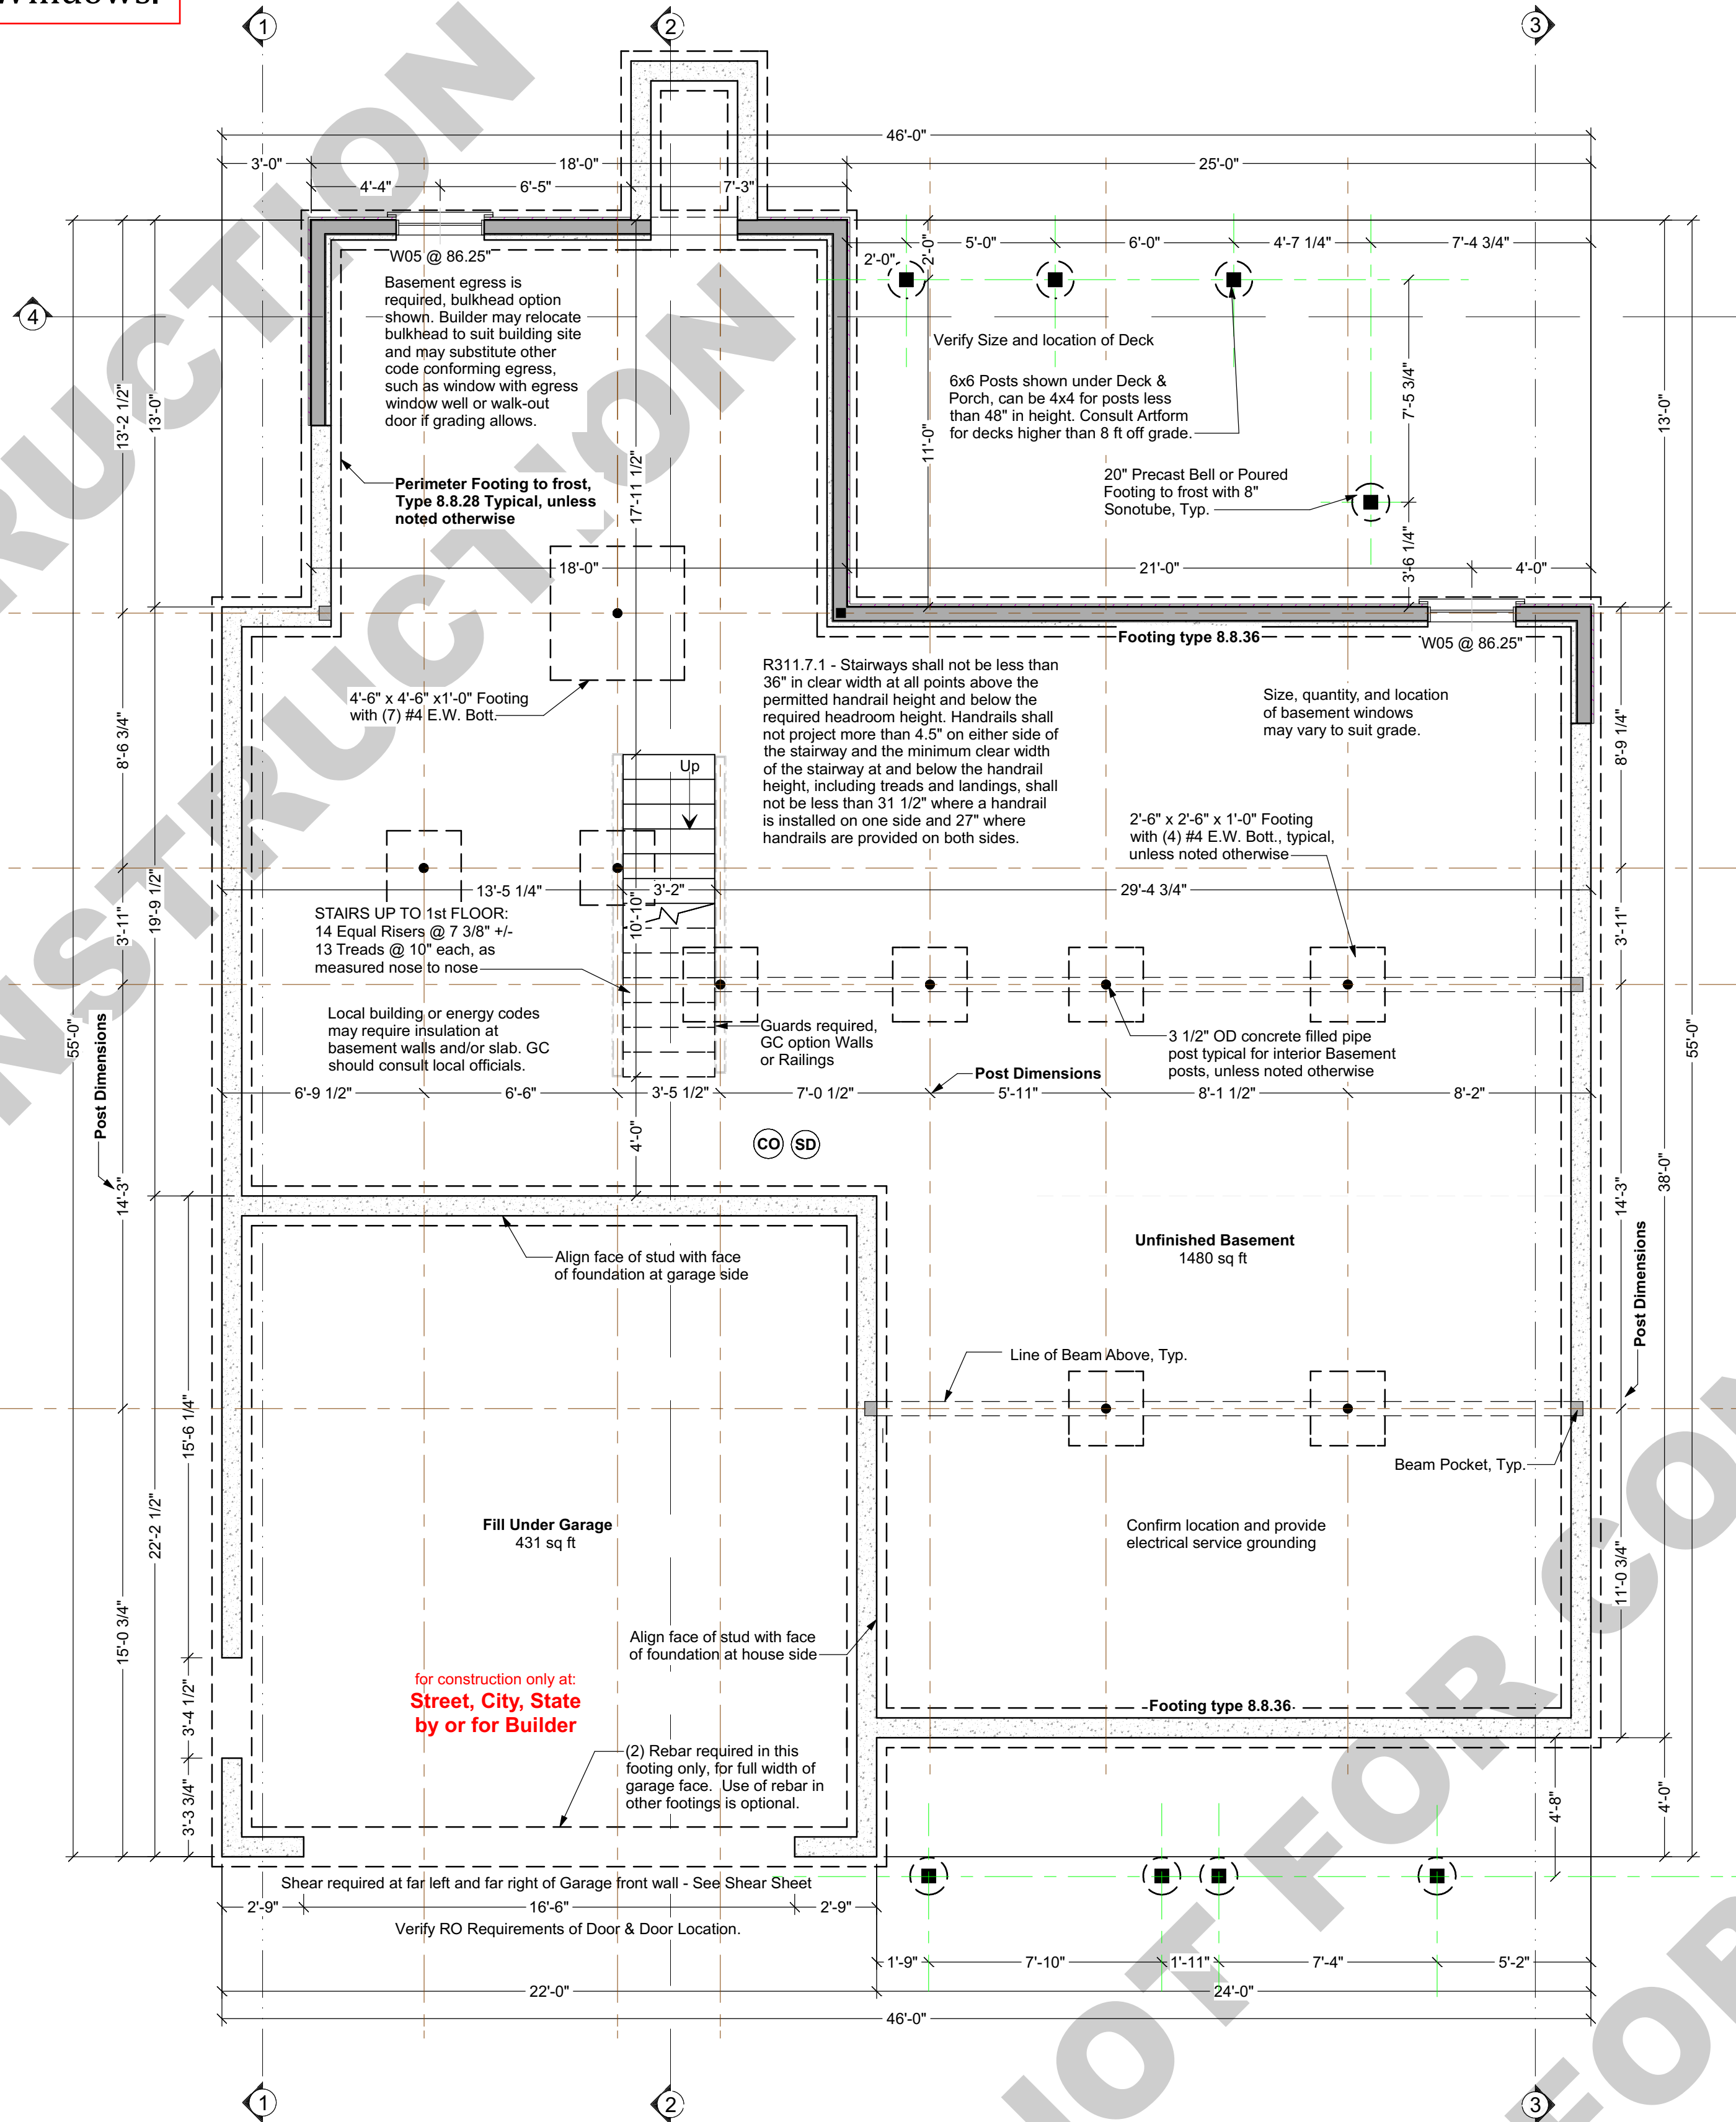 Windows.
1
2
3
46'-0"
3'-0"
18'-0"
25'-0"
4'-4"
6'-5"
7'-3"
W05 @ 86.25"
Basement egress is
required, bulkhead option
shown. Builder may relocate
bulkhead to suit building site
and may substitute other
code conforming egress,
such as window with egress
window well or walk-out
door if grading allows.
2'-0"
2'-0"
5'-0"
6'-0"
4'-7 1/4"
7'-4 3/4"
4
Verify Size and location of Deck
6x6 Posts shown under Deck &
Porch, can be 4x4 for posts less
than 48" in height. Consult Artform
for decks higher than 8 ft off grade.
7'-5 3/4"
13'-2 1/2"
13'-0"
11'-0"
13'-0"
Perimeter Footing to frost,
Type 8.8.28 Typical, unless
noted otherwise
17'-11 1/2"
20" Precast Bell or Poured
Footing to frost with 8"
Sonotube, Typ.
3'-6 1/4"
18'-0"
21'-0"
4'-0"
Footing type 8.8.36
W05 @ 86.25"
4'-6" x 4'-6" x1'-0" Footing
with (7) #4 E.W. Bott.
R311.7.1 - Stairways shall not be less than
36" in clear width at all points above the
permitted handrail height and below the
required headroom height. Handrails shall
not project more than 4.5" on either side of
the stairway and the minimum clear width
of the stairway at and below the handrail
height, including treads and landings, shall
not be less than 31 1/2" where a handrail
is installed on one side and 27" where
handrails are provided on both sides.
Size, quantity, and location
of basement windows
may vary to suit grade.
8'-6 3/4"
8'-9 1/4"
Up
2'-6" x 2'-6" x 1'-0" Footing
with (4) #4 E.W. Bott., typical,
unless noted otherwise
13'-5 1/4"
3'-2"
29'-4 3/4"
3'-11"
19'-9 1/2"
10'-10"
3'-11"
STAIRS UP TO 1st FLOOR:
14 Equal Risers @ 7 3/8" +/-
13 Treads @ 10" each, as
measured nose to nose
Local building or energy codes
may require insulation at
basement walls and/or slab. GC
should consult local officials.
Guards required,
GC option Walls
or Railings
3 1/2" OD concrete filled pipe
post typical for interior Basement
posts, unless noted otherwise
55'-0"
Post Dimensions
55'-0"
Post Dimensions
6'-9 1/2"
6'-6"
3'-5 1/2"
7'-0 1/2"
5'-11"
8'-1 1/2"
8'-2"
4'-0"
CO
SD
14'-3"
14'-3"
38'-0"
Align face of stud with face
of foundation at garage side
Unfinished Basement
1480 sq ft
Post Dimensions
Line of Beam Above, Typ.
15'-6 1/4"
Beam Pocket, Typ.
Fill Under Garage
431 sq ft
Confirm location and provide
electrical service grounding
22'-2 1/2"
15'-0 3/4"
11'-0 3/4"
Align face of stud with face
of foundation at house side
for construction only at:
Street, City, State
by or for Builder
3'-4 1/2"
Footing type 8.8.36
(2) Rebar required in this
footing only, for full width of
garage face. Use of rebar in
other footings is optional.
3'-3 3/4"
4'-8"
4'-0"
Shear required at far left and far right of Garage front wall - See Shear Sheet
2'-9"
16'-6"
2'-9"
Verify RO Requirements of Door & Door Location.
1'-9"
7'-10"
1'-11"
7'-4"
5'-2"
22'-0"
24'-0"
46'-0"
1
2
3
RUCTION
NSTRUCTION
NOT FOR CON
FOR